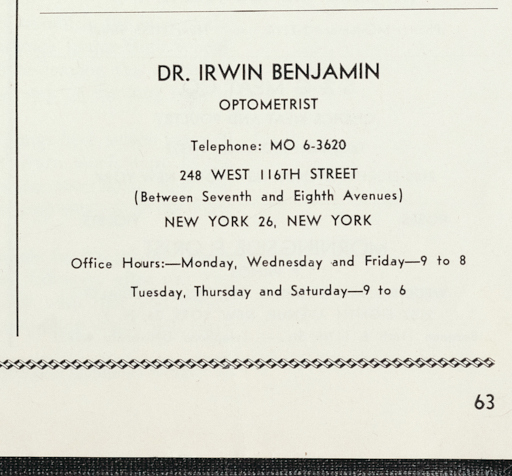 DR. IRWIN BENJAMIN
OPTOMETRIST
Telephone: MO 6-3620
248 WEST 116TH STREET
(Between Seventh and Eighth Avenues)
NEW YORK 26, NEW YORK
Office Hours:—Monday, Wednesday and Friday—9 to 8
Tuesday, Thursday and Saturday—9 to 6
63